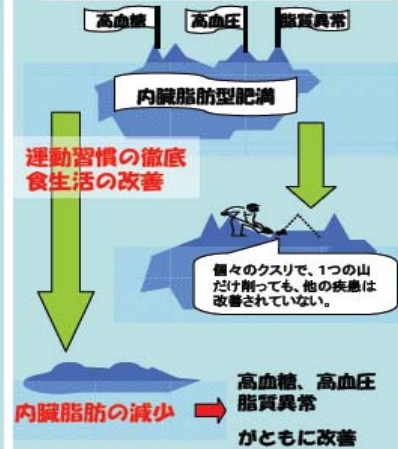 高血糖
高血圧
脂質異常
内臓脂肪型肥満
運動習慣の徹底
食生活の改善
個々のクスリで、1つの山
だけ削っても、他の疾患は
改善されていない。
内臓脂肪の減少
高血糖、高血圧
脂質異常
がともに改善